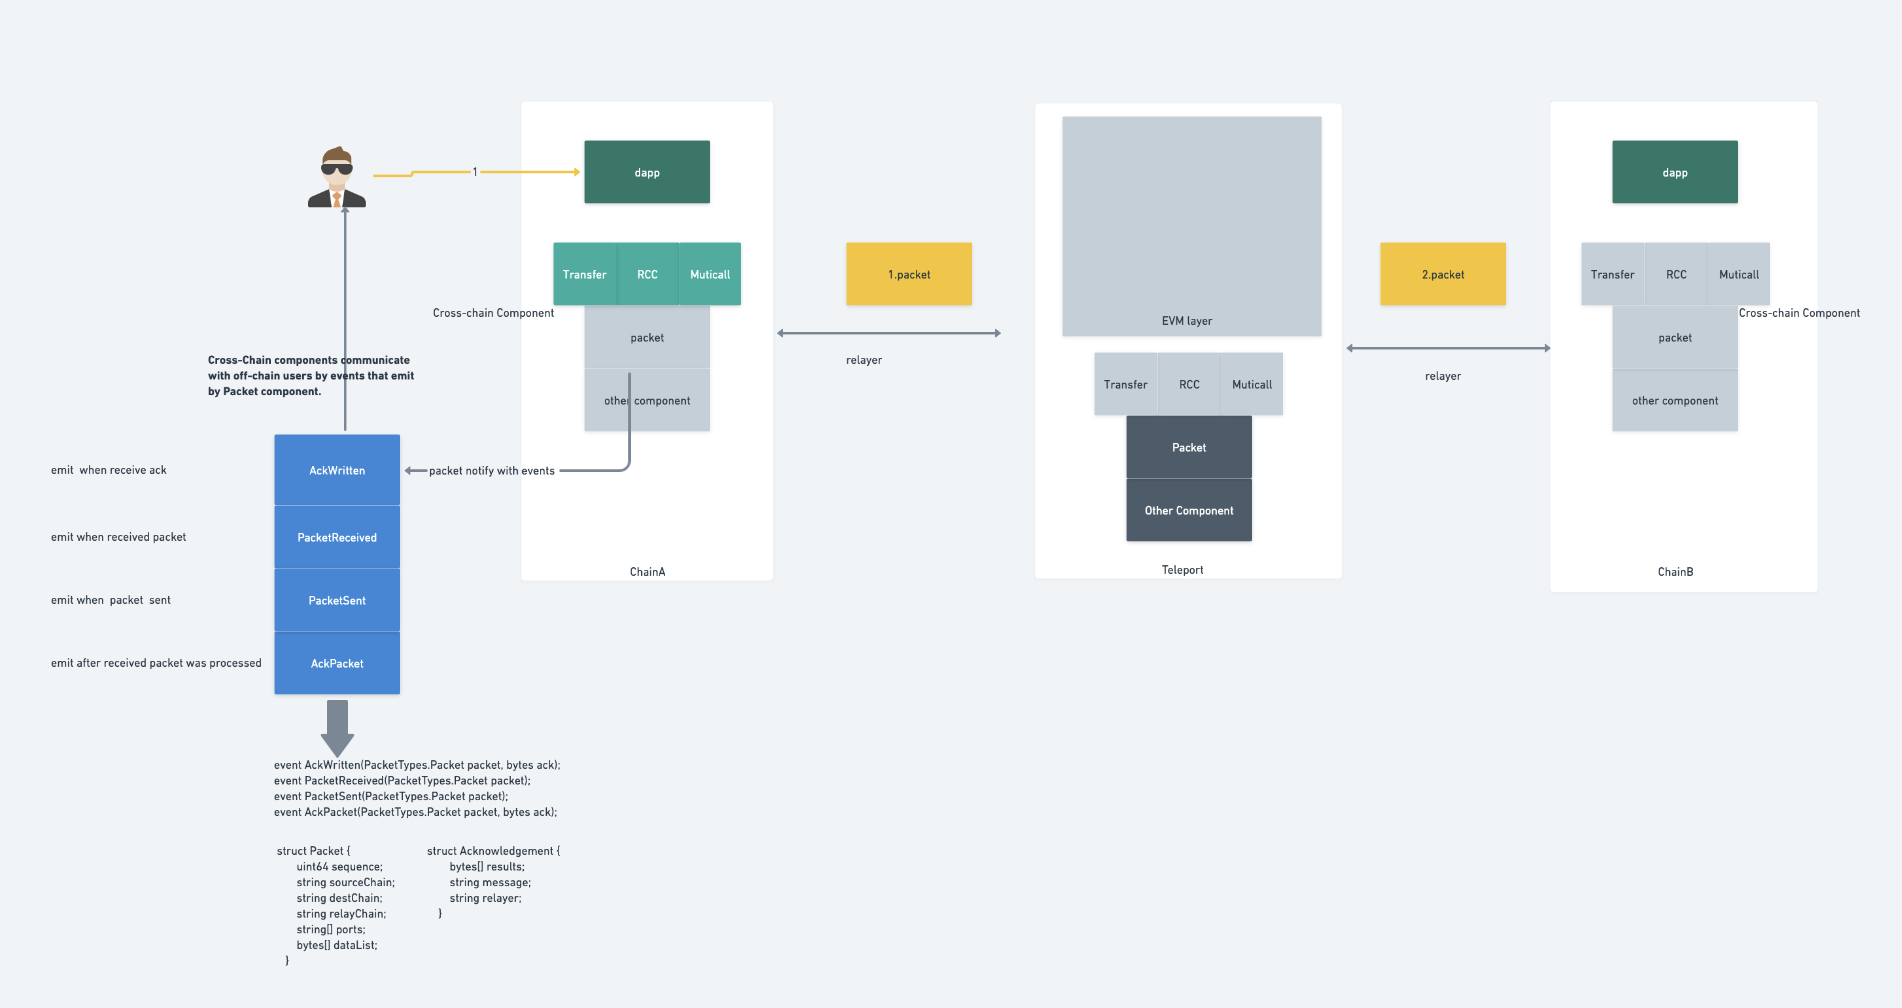 1
dapp
Transfer
RCC
Muticall
Cross-chain Component
packet
other component
ChainA
1.packet
relayer
EVM layer
Transfer
RCC
Muticall
Packet
Other Component
Teleport
2.packet
relayer
dapp
Transfer
RCC
Muticall
Cross-chain Component
packet
other component
ChainB
Cross-Chain components communicate
with off-chain users by events that emit
by Packet component.
packet notify with events
emit when receive ack
AckWritten
emit when received packet
PacketReceived
emit when packet sent
PacketSent
emit after received packet was processed
AckPacket
event AckWritten(PacketTypes.Packet packet, bytes ack);
event PacketReceived(PacketTypes.Packet packet);
event PacketSent(PacketTypes.Packet packet);
event AckPacket(PacketTypes.Packet packet, bytes ack);
struct Packet {
uint64 sequence;
string sourceChain;
string destChain;
string relayChain;
string[] ports;
bytes[] dataList;
}
struct Acknowledgement {
bytes[] results;
string message;
string relayer;
}